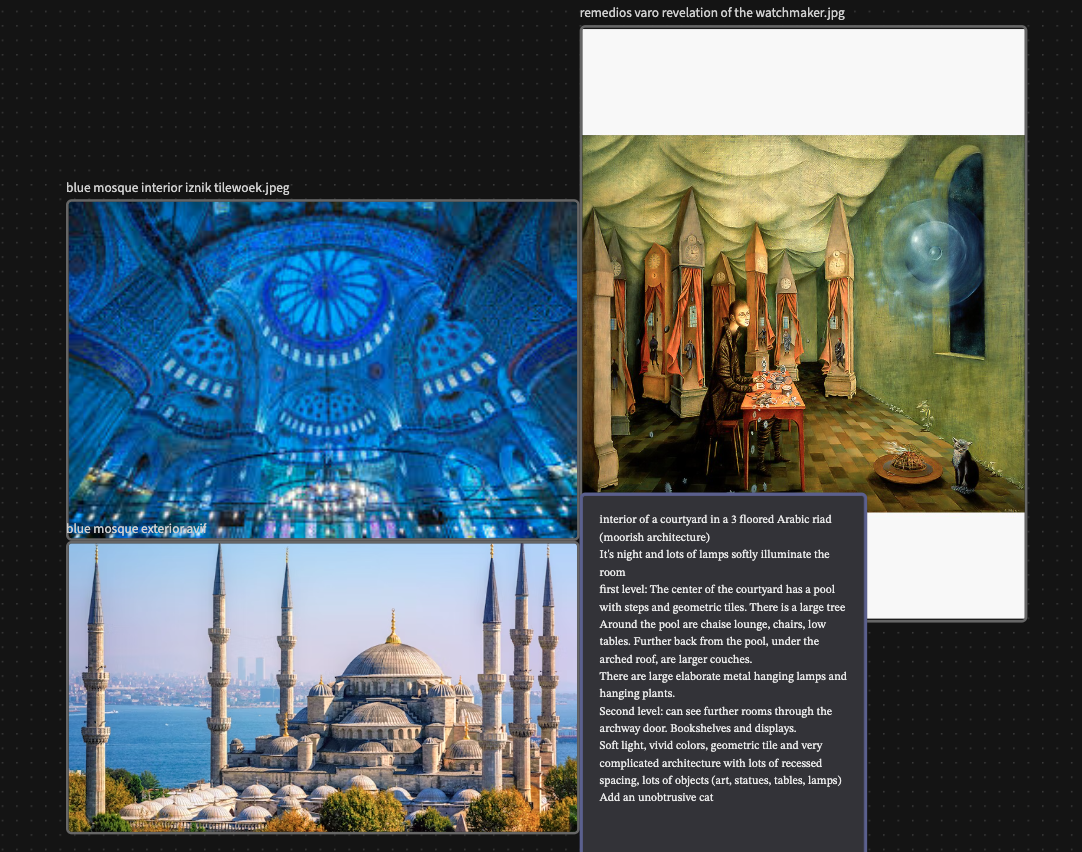 remedios varo revelation of the watchmaker.jpg
blue mosque interior iznik tilewoek.jpeg
blue mosque exterior.avif
interior of a courtyard in a 3 floored Arabic riad
(moorish architecture)
It's night and lots of lamps softly illuminate the
room
first level: The center of the courtyard has a pool
with steps and geometric tiles. There is a large tree
Around the pool are chaise lounge, chairs, low
tables. Further back from the pool, under the
arched roof, are larger couches.
There are large elaborate metal hanging lamps and
hanging plants.
Second level: can see further rooms through the
archway door. Bookshelves and displays.
Soft light, vivid colors, geometric tile and very
complicated architecture with lots of recessed
spacing, lots of objects (art, statues, tables, lamps)
Add an unobtrusive cat